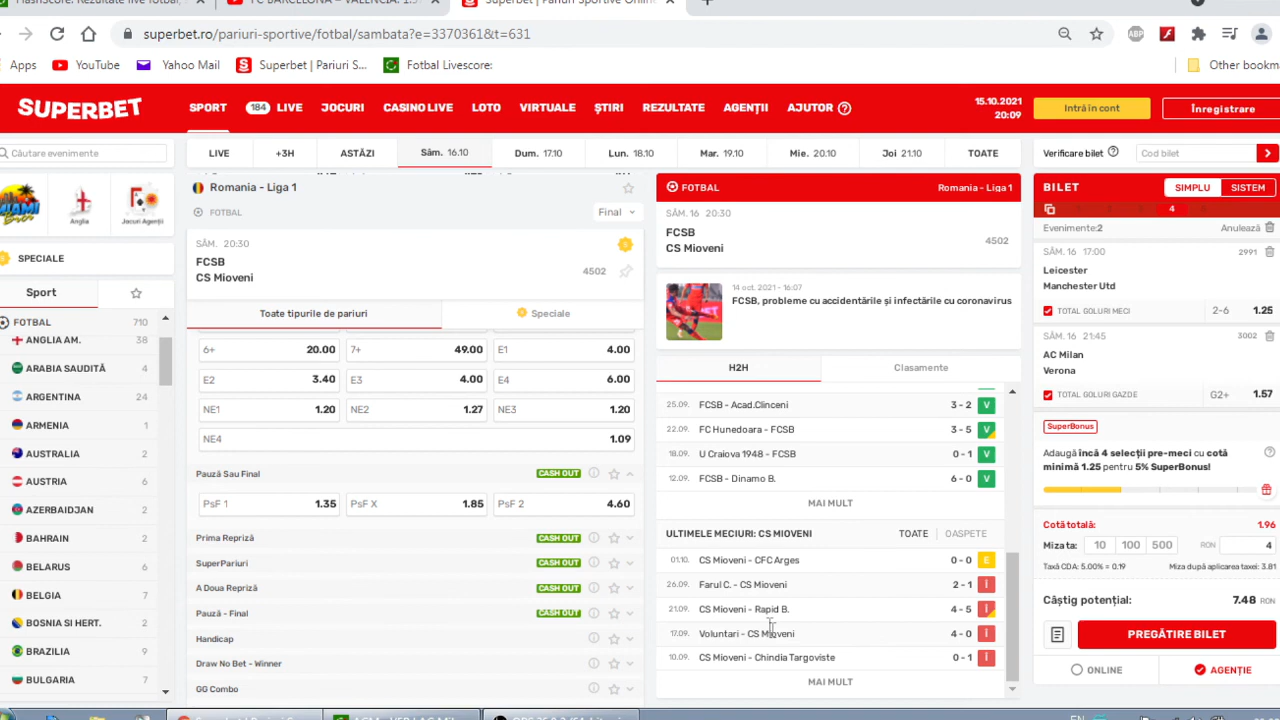 superbet.ro/pariuri-sportive/fotbal/sambata?e=3370361&t=631
Apps YouTube Yahoo Mail Superbet | Pariu S... Fotbal Livescore: Other bookm
SUPERBET
SPORT 184 LIVE JOCURI CASINO LIVE LOTO VIRTUALE ȘTIRI REZULTATE AGENȚII AJUTOR
15.10.2021
20:09
Intră în cont
Înregistrare
Căutare evenimente
LIVE +3H ASTĂZI Sâm. 16.10 Dum. 17.10 Lun. 18.10 Mar. 19.10 Mie. 20.10 Joi 21.10 TOATE
Verificare bilet Cod bilet
Anglia Jocuri Agenții
SPECIALE
Sport
FOTBAL 710
ANGLIA AM. 38
ARABIA SAUDITĂ 4
ARGENTINA 24
ARMENIA 1
AUSTRALIA 2
AUSTRIA 6
AZERBAIDJAN 2
BAHRAIN 2
BELARUS 6
BELGIA 7
BOSNIA SI HERT. 2
BRAZILIA 9
BULGARIA 7
Romania - Liga 1
FOTBAL
Final
SÂM. 20:30
FCSB
CS Mioveni
4502
Toate tipurile de pariuri
Speciale
6+ 20.00 7+ 49.00 E1 4.00
E2 3.40 E3 4.00 E4 6.00
NE1 1.20 NE2 1.27 NE3 1.20
NE4 1.09
Pauză Sau Final CASH OUT
PsF 1 1.35 PsF X 1.85 PsF 2 4.60
Prima Repriză CASH OUT
SuperPariuri CASH OUT
A Doua Repriză CASH OUT
Pauză - Final CASH OUT
Handicap
Draw No Bet - Winner
GG Combo
FOTBAL Romania - Liga 1
SÂM. 16 20:30
FCSB
CS Mioveni
4502
14 oct. 2021 - 16:07
FCSB, probleme cu accidentările și infectările cu coronavirus
H2H Clasamente
25.09. FCSB - Acad.Clinceni 3 - 2 V
22.09. FC Hunedoara - FCSB 3 - 5 V
18.09. U Craiova 1948 - FCSB 0 - 1 V
12.09. FCSB - Dinamo B. 6 - 0 V
MAI MULT
ULTIMELE MECIURI: CS MIOVENI TOATE OASPETE
01.10. CS Mioveni - CFC Arges 0 - 0 E
26.09. Farul C. - CS Mioveni 2 - 1 I
21.09. CS Mioveni - Rapid B. 4 - 5 I
17.09. Voluntari - CS Mioveni 4 - 0 I
10.09. CS Mioveni - Chindia Targoviste 0 - 1 I
MAI MULT
BILET SIMPLU SISTEM
4
Evenimente:2 Anulează
SÂM. 16 17:00 2991
Leicester
Manchester Utd
TOTAL GOLURI MECI 2-6 1.25
SÂM. 16 21:45 3002
AC Milan
Verona
TOTAL GOLURI GAZDE G2+ 1.57
SuperBonus
Adaugă încă 4 selecții pre-meci cu cotă
minimă 1.25 pentru 5% SuperBonus!
Cotă totală: 1.96
Miza ta: 10 100 500 RON 4
Taxă CDA: 5.00% = 0.19 Miza dupa aplicarea taxei: 3.81
Câștig potențial: 7.48 RON
PREGĂTIRE BILET
ONLINE AGENȚIE